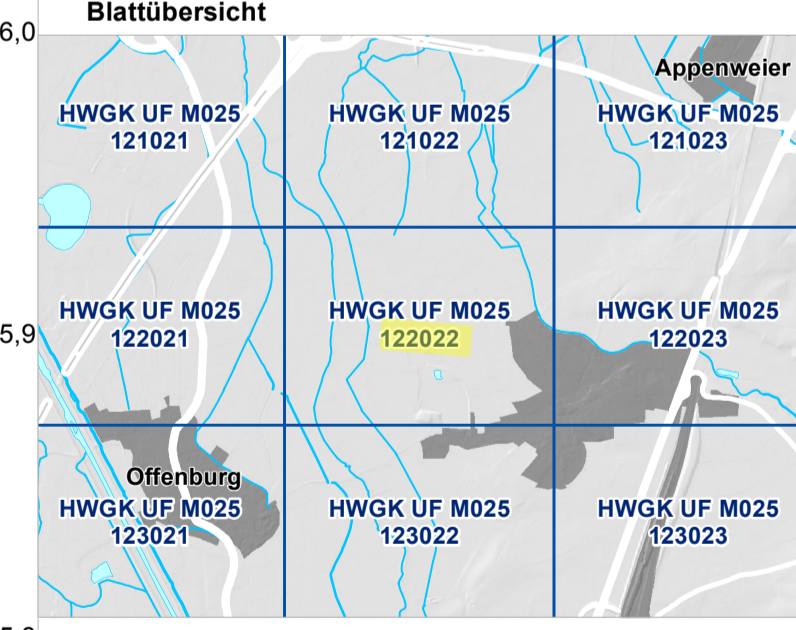 Blattübersicht
6,0
Appenweier
HWGK UF M025
121021
HWGK UF M025
121022
HWGK UF M025
121023
5,9
HWGK UF M025
122021
HWGK UF M025
122022
HWGK UF M025
122023
Offenburg
HWGK UF M025
123021
HWGK UF M025
123022
HWGK UF M025
123023